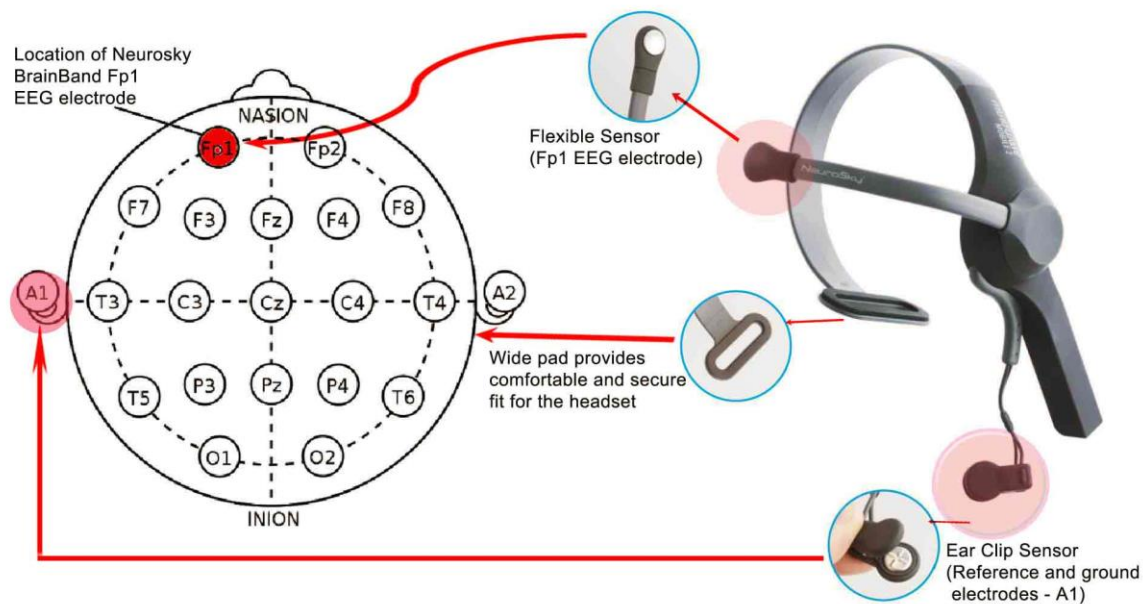 Location of Neurosky
BrainBand Fp1
EEG electrode
NASION
Fp1
Fp2
F7
F3
Fz
F4
F8
A1
T3
C3
Cz
C4
T4
A2
T5
P3
Pz
P4
T6
O1
O2
INION
Flexible Sensor
(Fp1 EEG electrode)
NeuroSky
Wide pad provides
comfortable and secure
fit for the headset
Ear Clip Sensor
(Reference and ground
electrodes - A1)